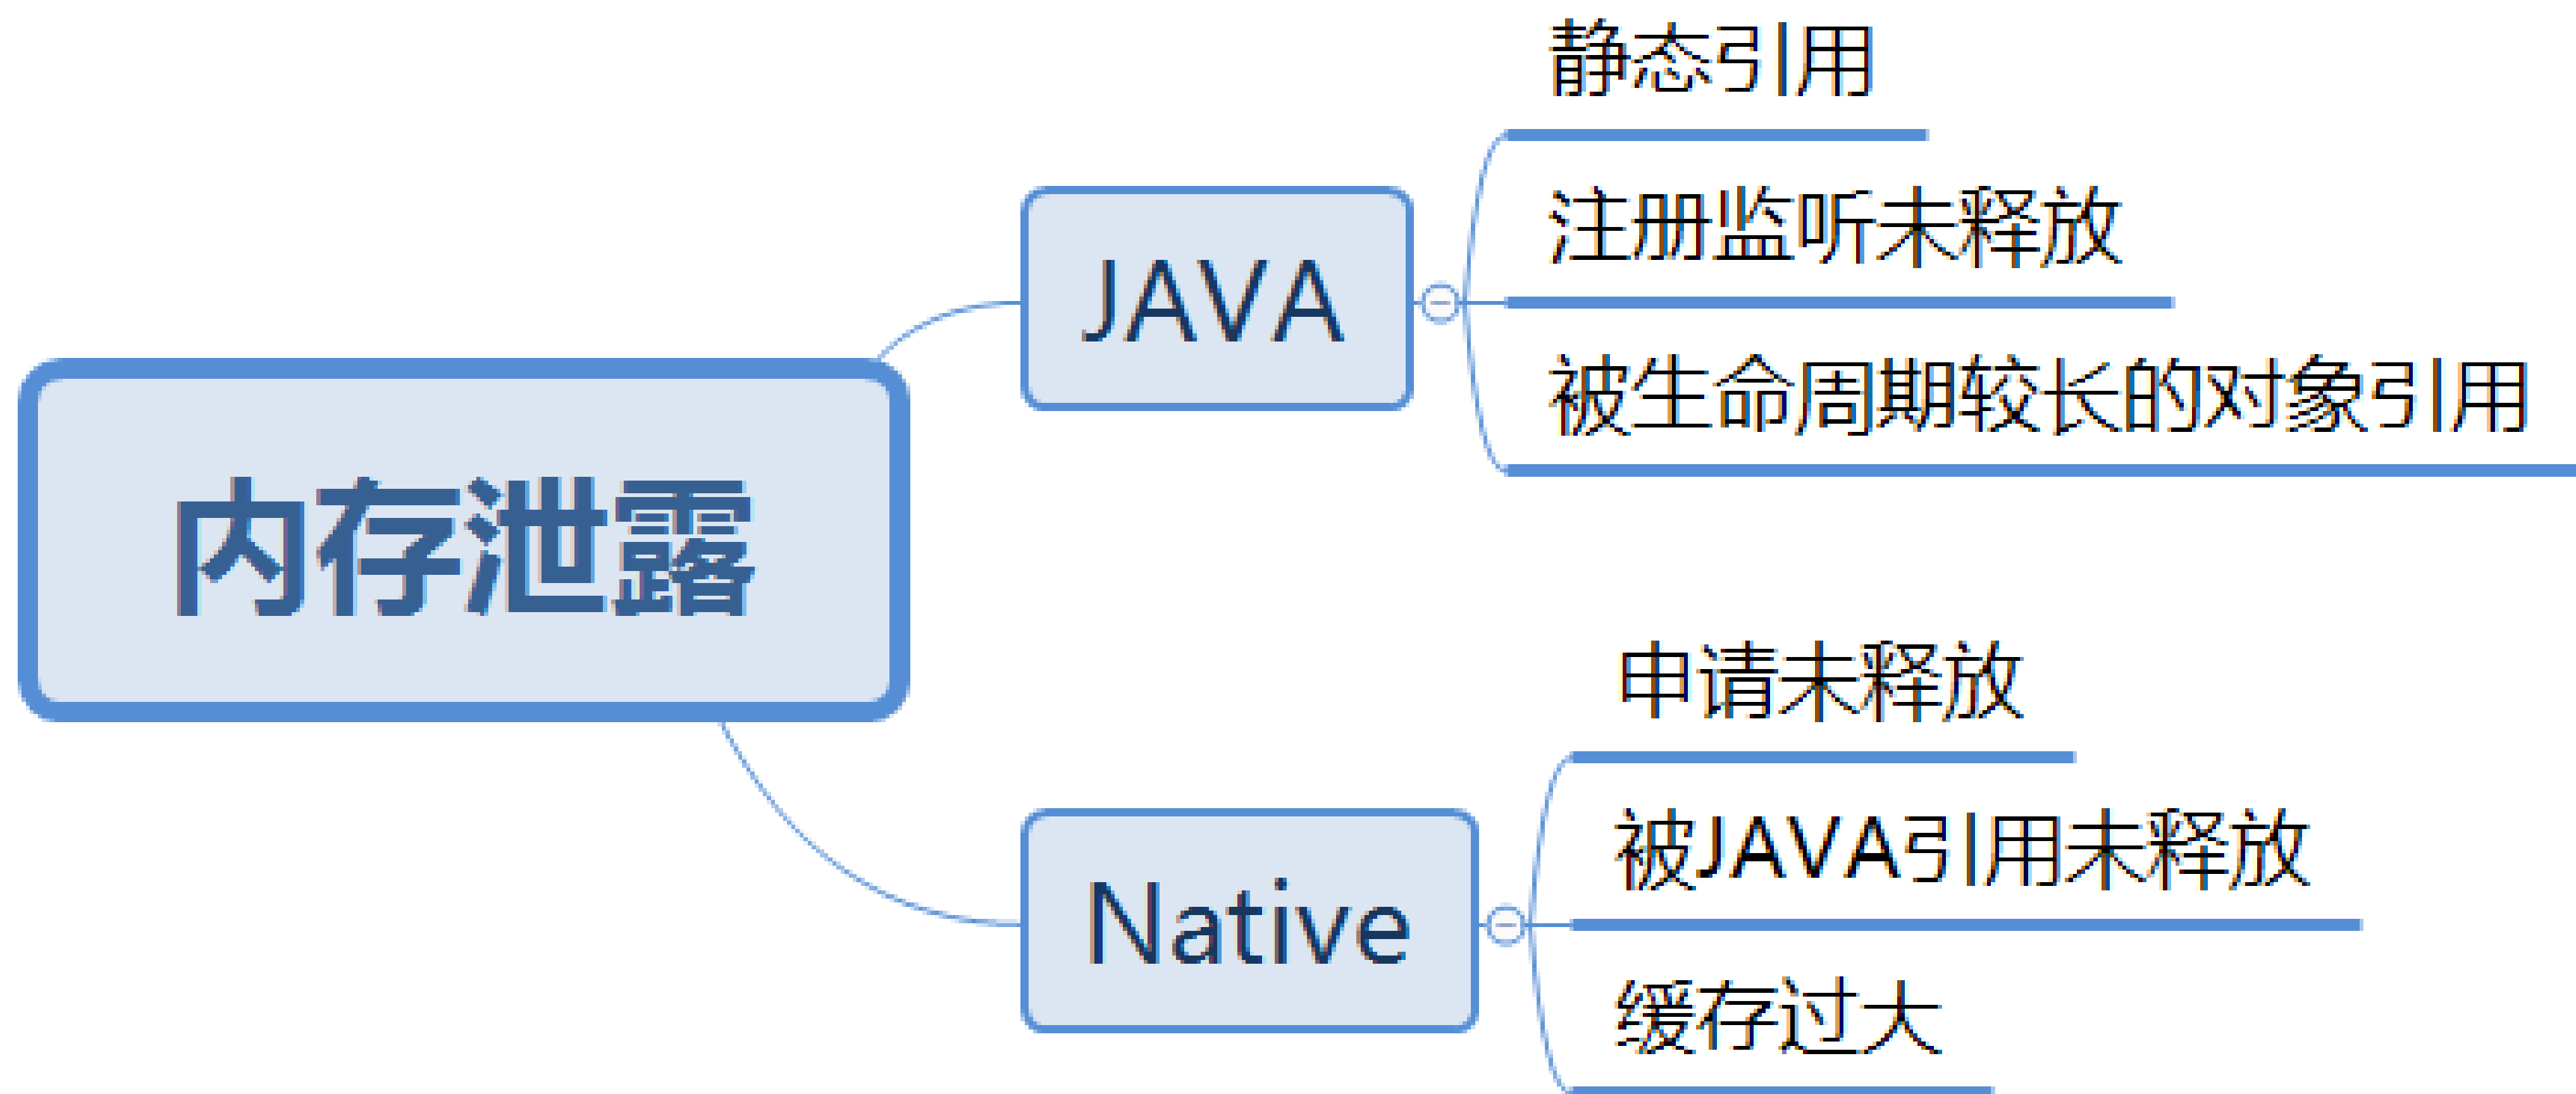 内存泄露
JAVA
静态引用
注册监听未释放
被生命周期较长的对象引用
Native
申请未释放
被JAVA引用未释放
缓存过大